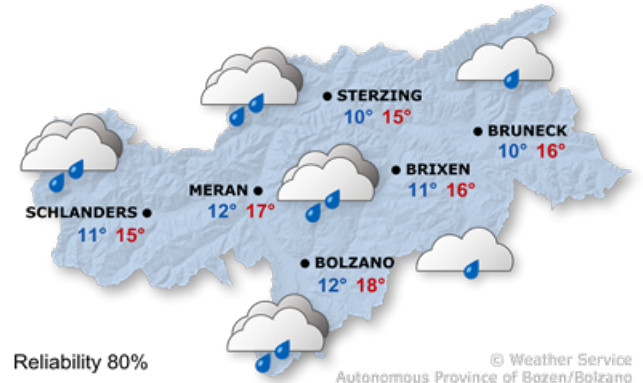 STERZING
10° 15°
BRUNECK
10° 16°
BRIXEN
11° 16°
MERAN
12° 17°
SCHLANDERS
11° 15°
BOLZANO
12° 18°
Reliability 80%
© Weather Service
Autonomous Province of Bozen/Bolzano